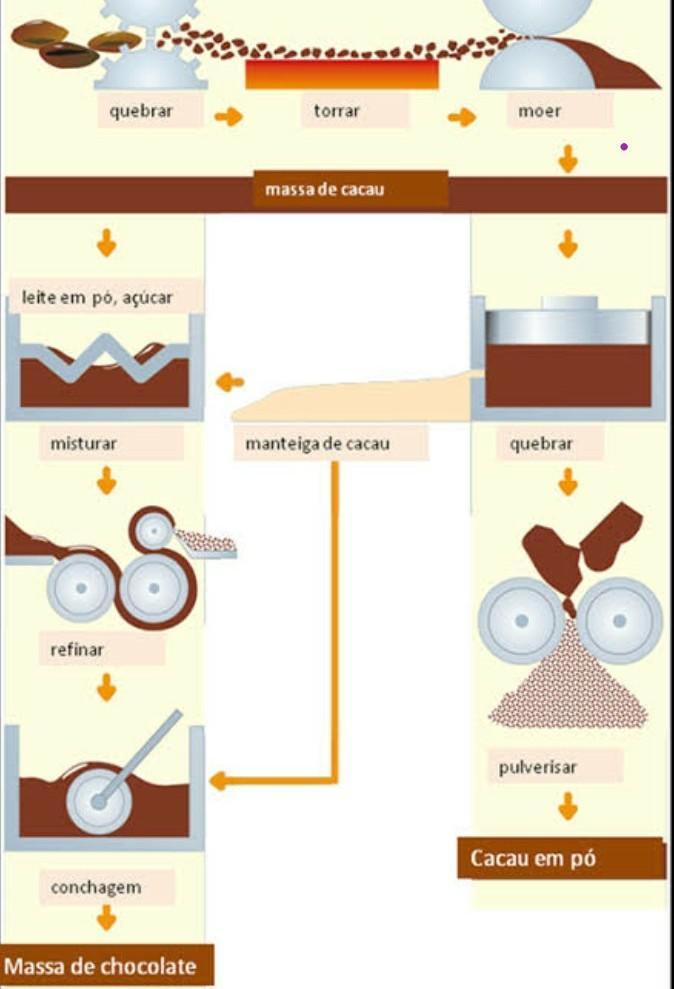 quebrar
torrar
moer
massa de cacau
leite em pó, açúcar
misturar
manteiga de cacau
quebrar
refinar
pulverisar
Cacau em pó
conchagem
Massa de chocolate